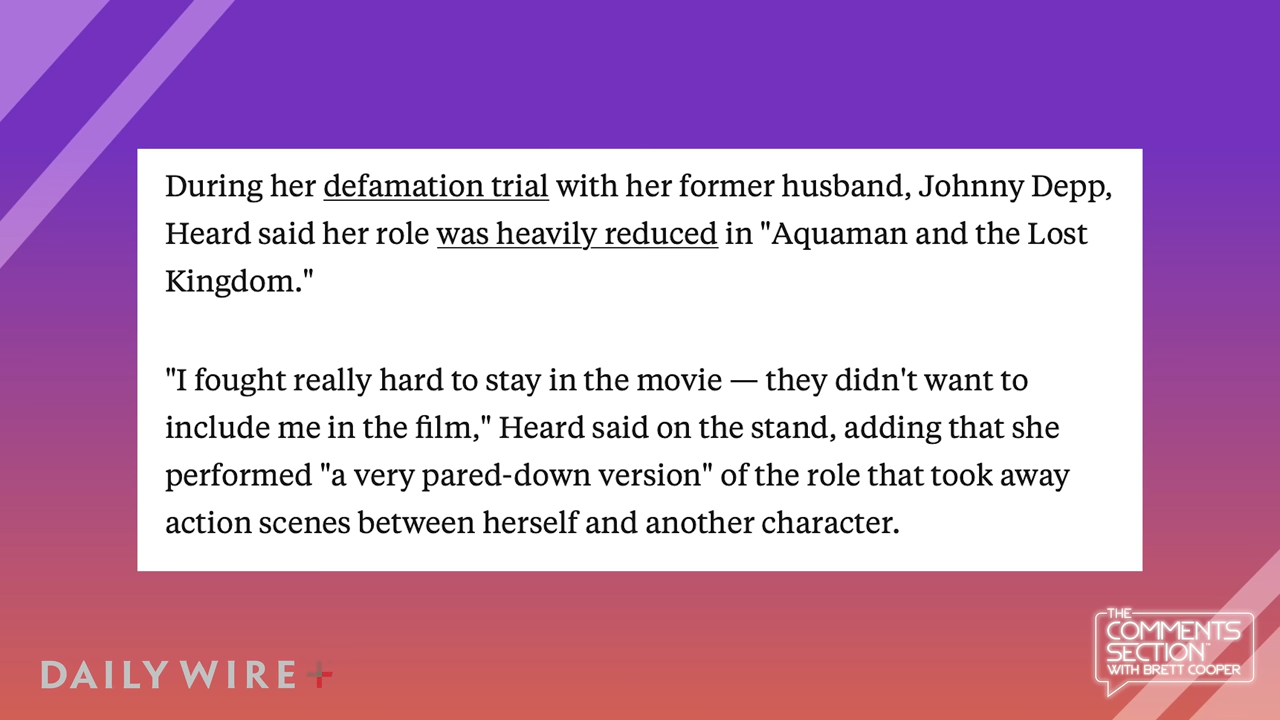 During her defamation trial with her former husband, Johnny Depp,
Heard said her role was heavily reduced in "Aquaman and the Lost
Kingdom."
"I fought really hard to stay in the movie — they didn't want to
include me in the film," Heard said on the stand, adding that she
performed "a very pared-down version" of the role that took away
action scenes between herself and another character.
DAILY WIRE +
THE
COMMENTS
SECTION™
WITH BRETT COOPER